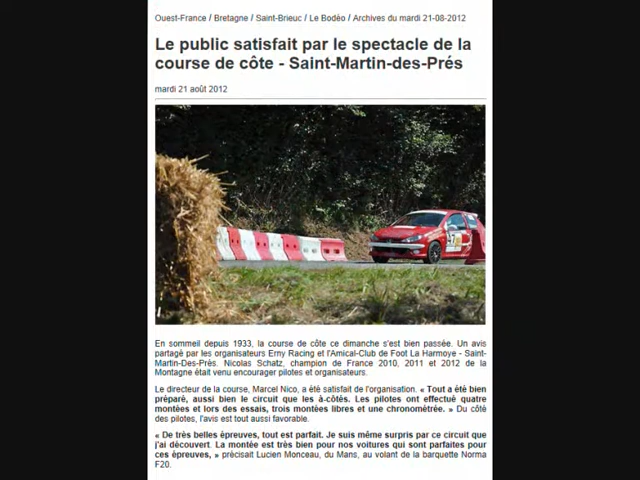 Ouest-France / Bretagne / Saint-Brieuc / Le Bodéo / Archives du mardi 21-08-2012
Le public satisfait par le spectacle de la
course de côte - Saint-Martin-des-Prés
mardi 21 août 2012
En sommeil depuis 1933, la course de côte ce dimanche s'est bien passée. Un avis
partagé par les organisateurs Erny Racing et l'Amical-Club de Foot La Harmoye - Saint-
Martin-Des-Prés. Nicolas Schatz, champion de France 2010, 2011 et 2012 de la
Montagne était venu encourager pilotes et organisateurs.
Le directeur de la course, Marcel Nico, a été satisfait de l'organisation. « Tout a été bien
préparé, aussi bien le circuit que les à-côtés. Les pilotes ont effectué quatre
montées et lors des essais, trois montées libres et une chronométrée. » Du côté
des pilotes, l'avis est tout aussi favorable.
« De très belles épreuves, tout est parfait. Je suis même surpris par ce circuit que
j'ai découvert. La montée est très bien pour nos voitures qui sont parfaites pour
ces épreuves, » précisait Lucien Monceau, du Mans, au volant de la barquette Norma
F20.